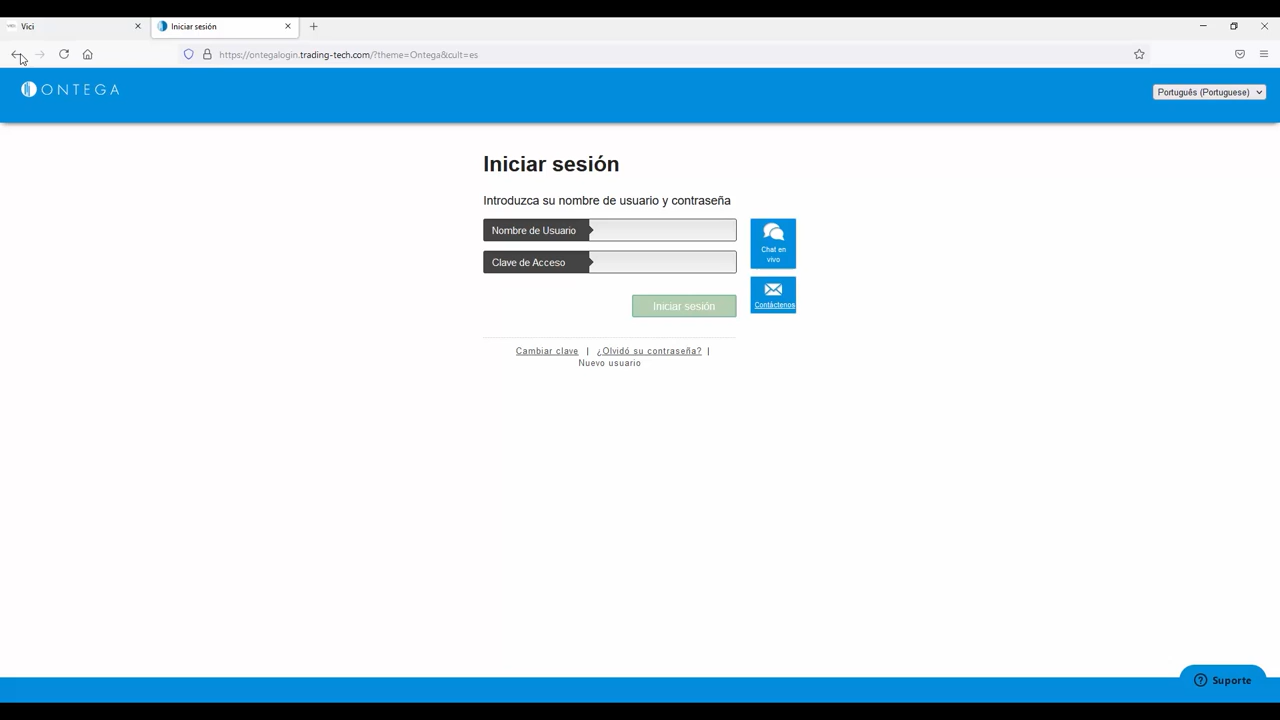 Vici
Iniciar sesión
https://ontegalogin.trading-tech.com/?theme=Ontega&cult=es
ONTEGA
Português (Portuguese)
Iniciar sesión
Introduzca su nombre de usuario y contraseña
Nombre de Usuario
Clave de Acceso
Chat en
vivo
Contáctenos
Iniciar sesión
Cambiar clave | ¿Olvidó su contraseña? |
Nuevo usuario
Suporte